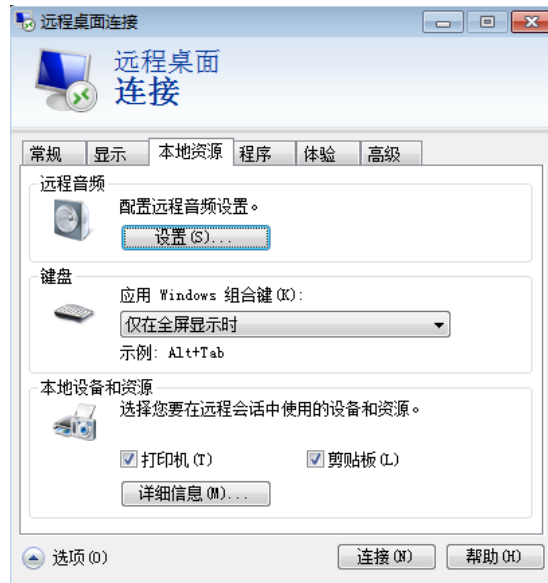 远程桌面连接
远程桌面
连接
常规 显示 本地资源 程序 体验 高级
远程音频
配置远程音频设置。
设置(S)...
键盘
应用 Windows 组合键(K):
仅在全屏显示时
示例: Alt+Tab
本地设备和资源
选择您要在远程会话中使用的设备和资源。
打印机(T) 剪贴板(L)
详细信息(M)...
选项(O) 连接(N) 帮助(H)